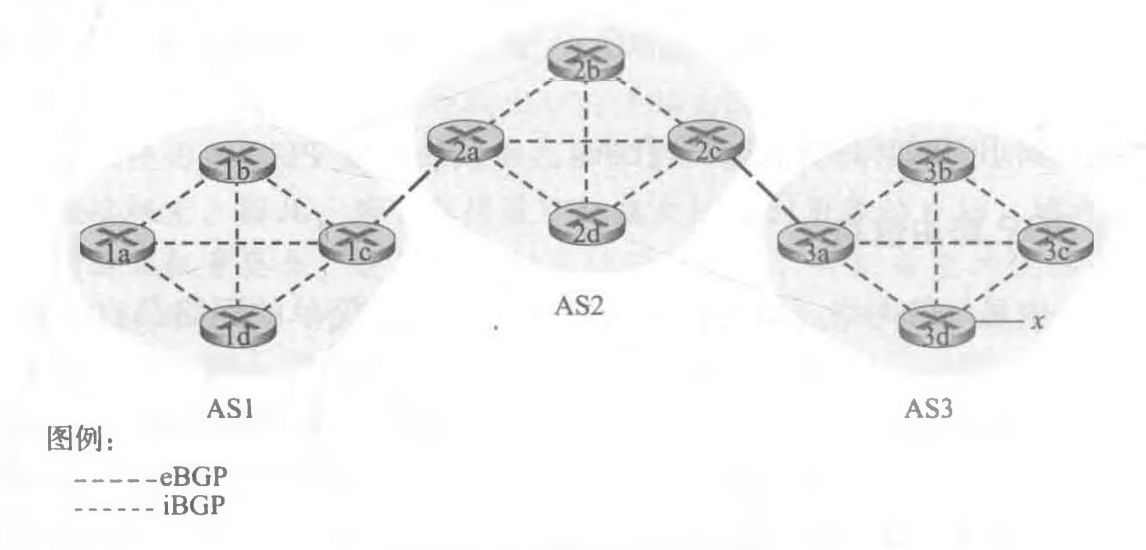 2b
2a
2c
1b
3b
2d
1a
1c
3a
3c
AS2
1d
3d
x
AS1
AS3
图例：
eBGP
iBGP